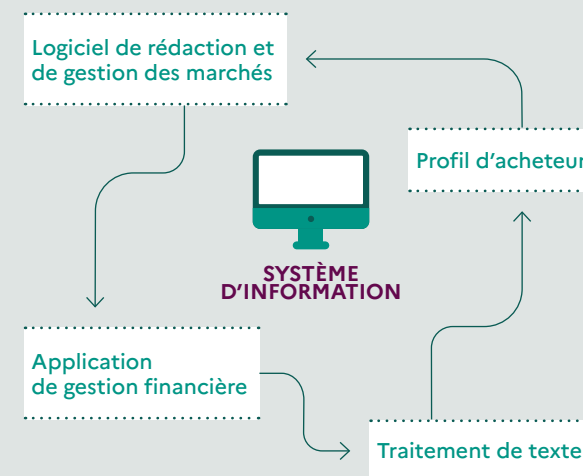 Logiciel de rédaction et
de gestion des marchés
Profil d’acheteur
SYSTÈME
D’INFORMATION
Application
de gestion financière
Traitement de texte